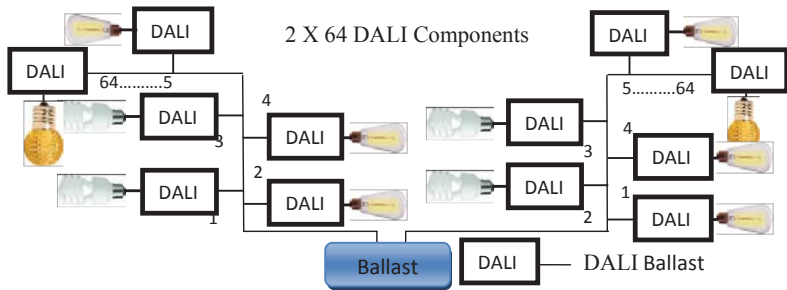 DALI
2 X 64 DALI Components
DALI
DALI
DALI
64..........5
5..........64
DALI
4
DALI
4
3
DALI
3
DALI
DALI
2
DALI
1
DALI
1
DALI
2
DALI
Ballast
DALI
DALI Ballast